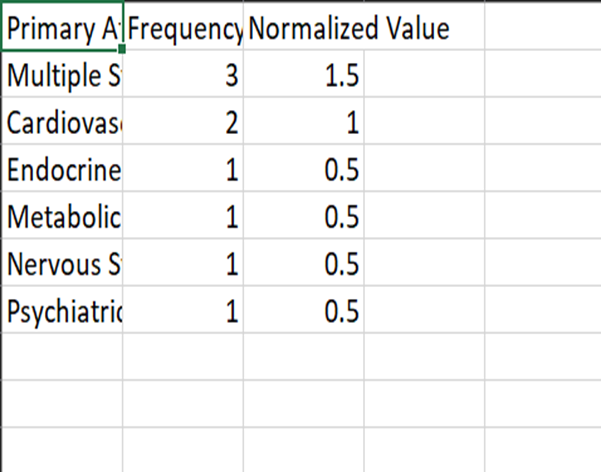 Primary A Frequency Normalized Value
Multiple S 3 1.5
Cardiovas 2 1
Endocrine 1 0.5
Metabolic 1 0.5
Nervous S 1 0.5
Psychiatric 1 0.5